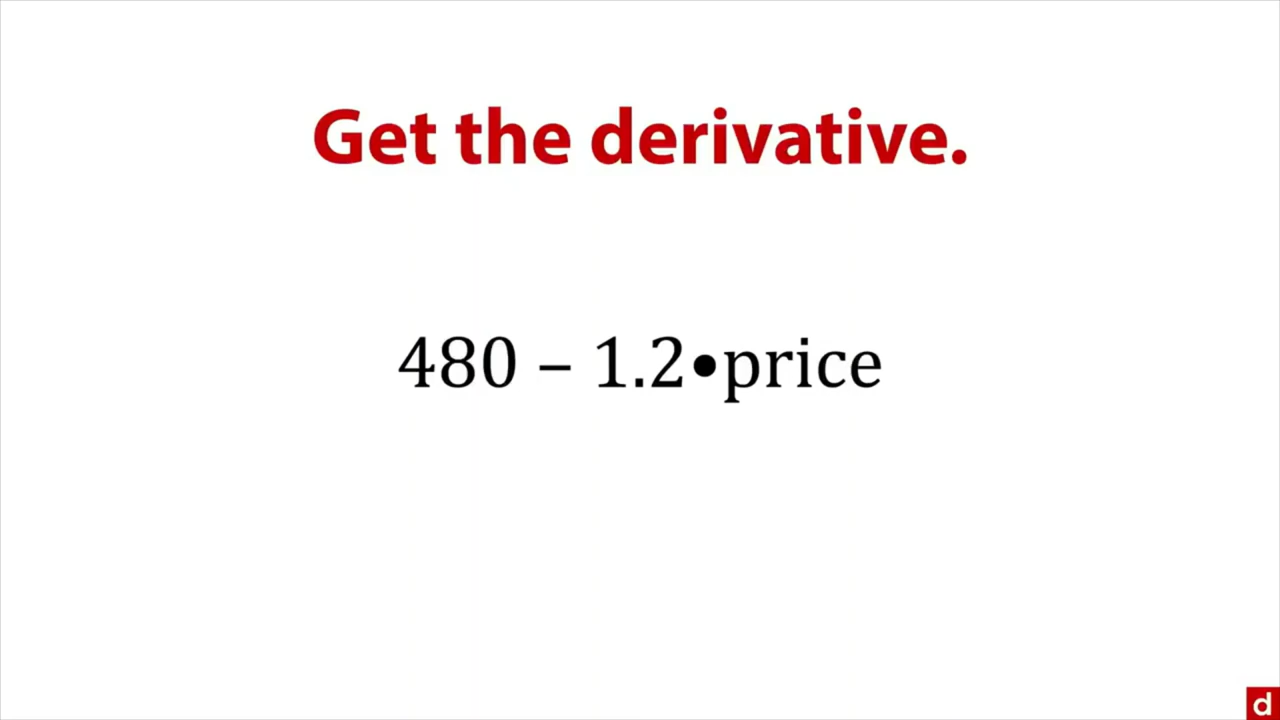 Get the derivative.
480 – 1.2•price
d